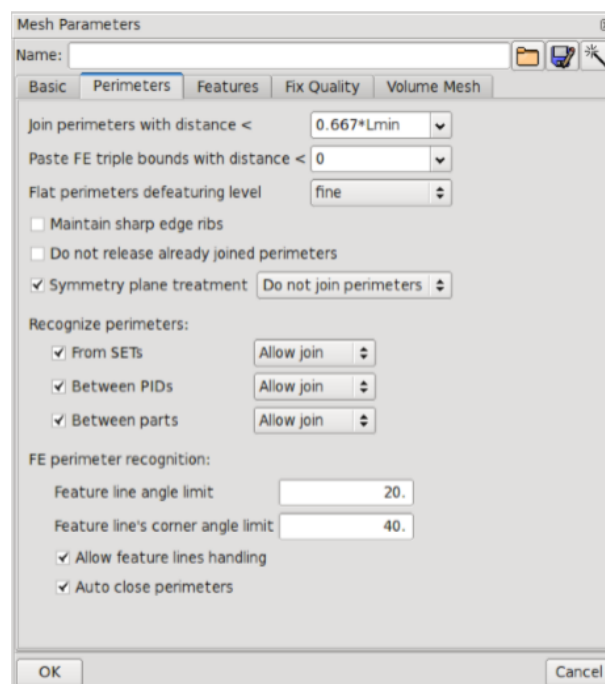 Mesh Parameters
Name:
Basic Perimeters Features Fix Quality Volume Mesh
Join perimeters with distance < 0.667*Lmin
Paste FE triple bounds with distance < 0
Flat perimeters defeaturing level fine
Maintain sharp edge ribs
Do not release already joined perimeters
Symmetry plane treatment Do not join perimeters
Recognize perimeters:
From SETs Allow join
Between PIDs Allow join
Between parts Allow join
FE perimeter recognition:
Feature line angle limit 20.
Feature line's corner angle limit 40.
Allow feature lines handling
Auto close perimeters
OK Cancel